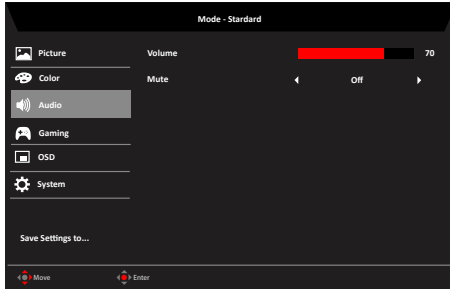 Mode - Stardard
Picture
Volume
70
Color
Mute
Off
Audio
Gaming
OSD
System
Save Settings to...
Move
Enter